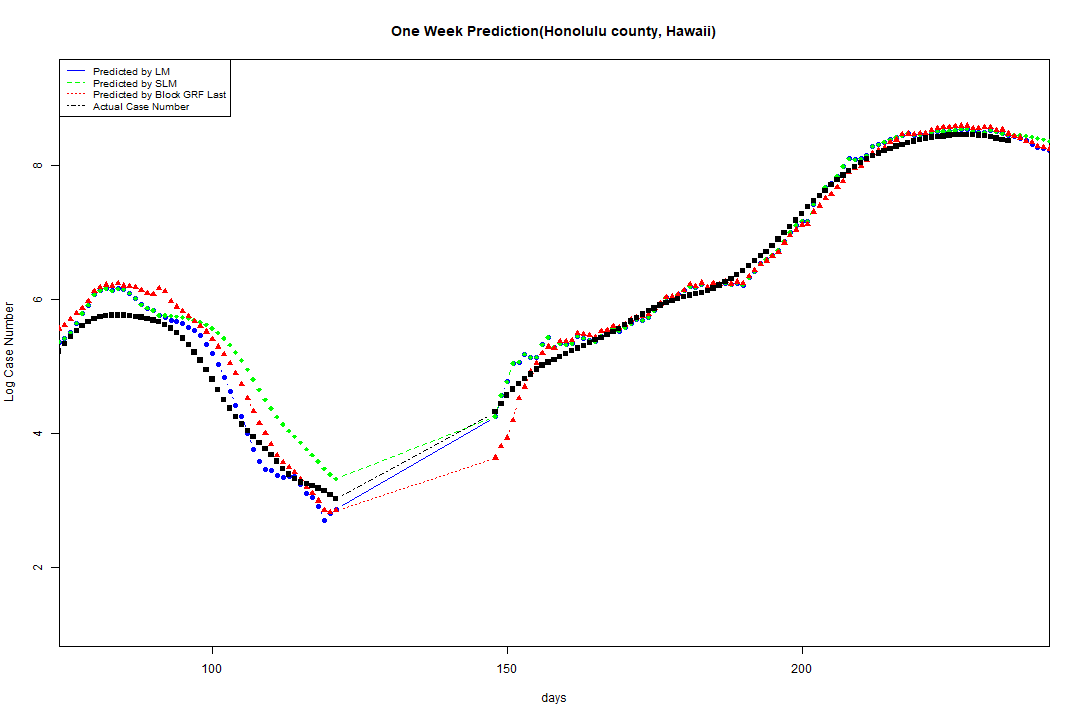 One Week Prediction(Honolulu county, Hawaii)
Predicted by LM
Predicted by SLM
Predicted by Block GRF Last
Actual Case Number
8
6
4
2
Log Case Number
100 150 200
days